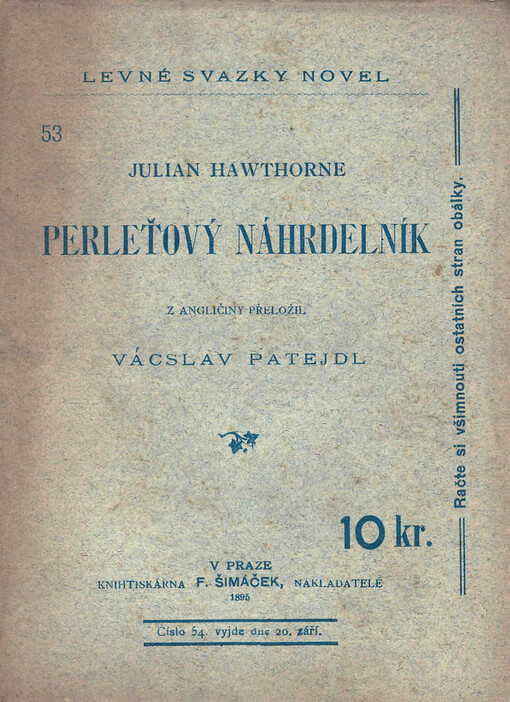 LEVNÉ SVAZKY NOVEL
53
JULIAN HAWTHORNE
PERLEŤOVÝ NÁHRDELNÍK
Z ANGLIČINY PŘELOŽIL
VÁCSLAV PATEJDL
10 kr.
V PRAZE
KNIHTISKÁRNA F. ŠIMÁČEK, NAKLADATELÉ
1895
Číslo 54. vyjde dne 20. září.
Račte si všimnouti ostatních stran obálky.